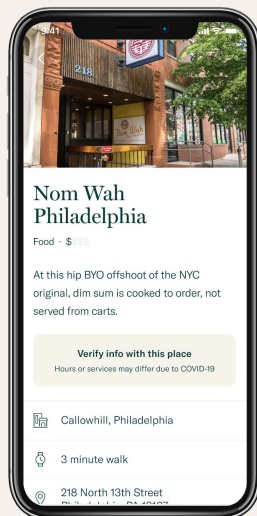 9:41
218
Nom Wah
Philadelphia
Food · $$$$
At this hip BYO offshoot of the NYC
original, dim sum is cooked to order, not
served from carts.
Verify info with this place
Hours or services may differ due to COVID-19
Callowhill, Philadelphia
3 minute walk
218 North 13th Street